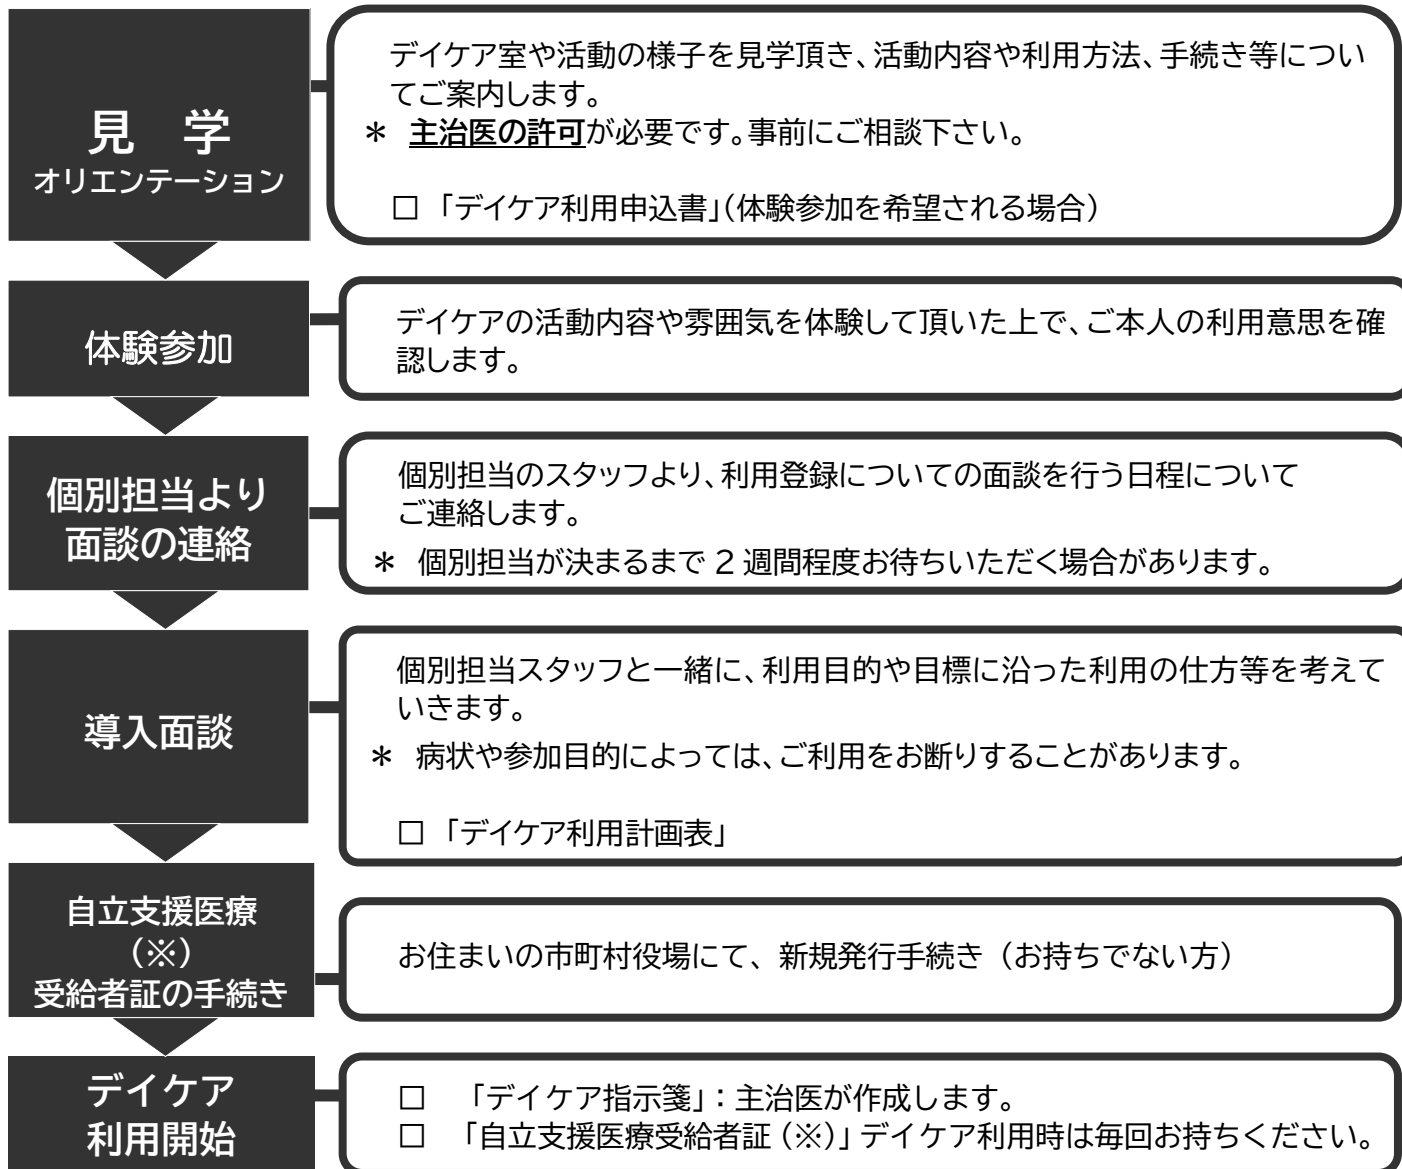 見　学
オリエンテーション
デイケア室や活動の様子を見学頂き、活動内容や利用方法、手続き等につい
てご案内します。
＊ 主治医の許可が必要です。事前にご相談下さい。
□ 「デイケア利用申込書」（体験参加を希望される場合）
体験参加
デイケアの活動内容や雰囲気を体験して頂いた上で、ご本人の利用意思を確
認します。
個別担当より
面談の連絡
個別担当のスタッフより、利用登録についての面談を行う日程について
ご連絡します。
＊ 個別担当が決まるまで 2 週間程度お待ちいただく場合があります。
導入面談
個別担当スタッフと一緒に、利用目的や目標に沿った利用の仕方等を考えて
いきます。
＊ 病状や参加目的によっては、ご利用をお断りすることがあります。
□ 「デイケア利用計画表」
自立支援医療
（※）
受給者証の手続き
お住まいの市町村役場にて、新規発行手続き（お持ちでない方）
デイケア
利用開始
□ 「デイケア指示箋」：主治医が作成します。
□ 「自立支援医療受給者証（※）」デイケア利用時は毎回お持ちください。